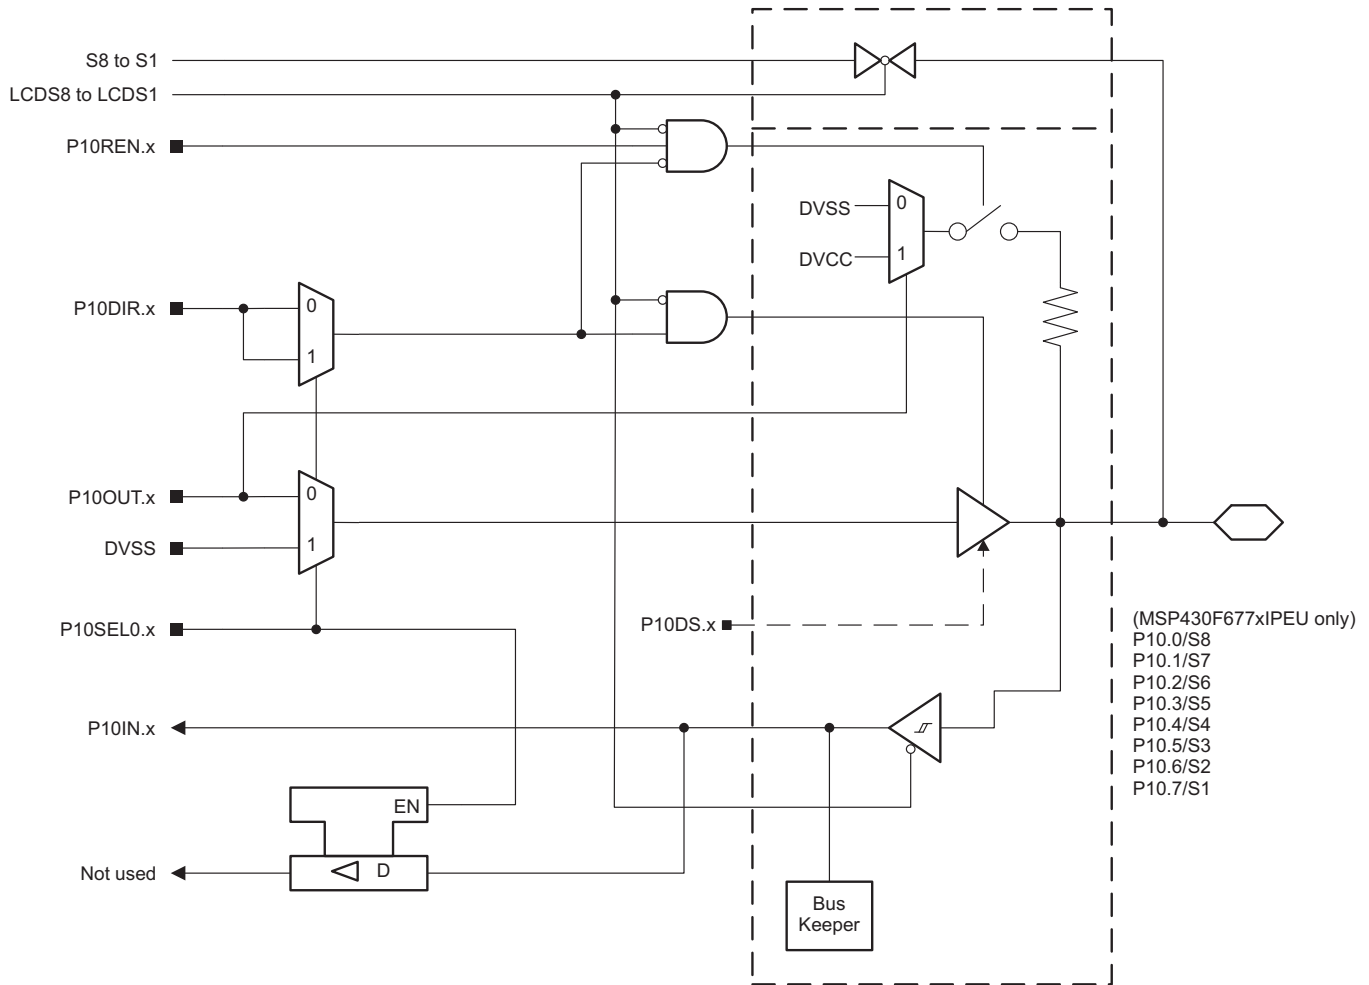 S8 to S1
LCDS8 to LCDS1
P10REN.x
DVSS
0
DVCC
1
P10DIR.x
0
1
P10OUT.x
0
DVSS
1
P10SEL0.x
P10DS.x
(MSP430F677xIPEU only)
P10.0/S8
P10.1/S7
P10.2/S6
P10.3/S5
P10.4/S4
P10.5/S3
P10.6/S2
P10.7/S1
P10IN.x
EN
Not used
D
Bus
Keeper